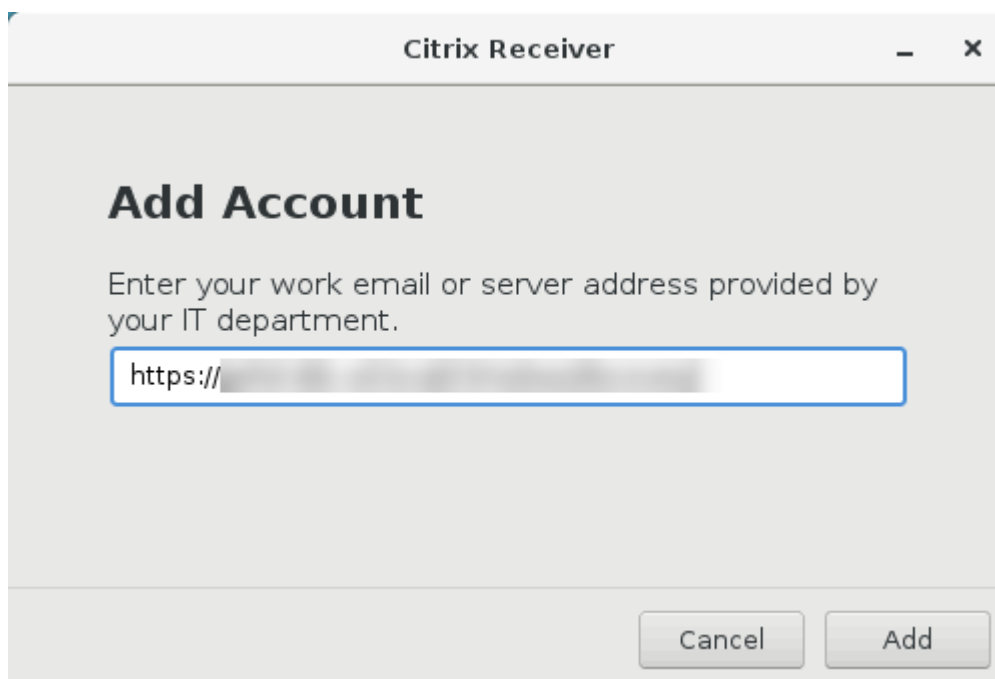 Citrix Receiver
Add Account
Enter your work email or server address provided by
your IT department.
https://
Cancel Add